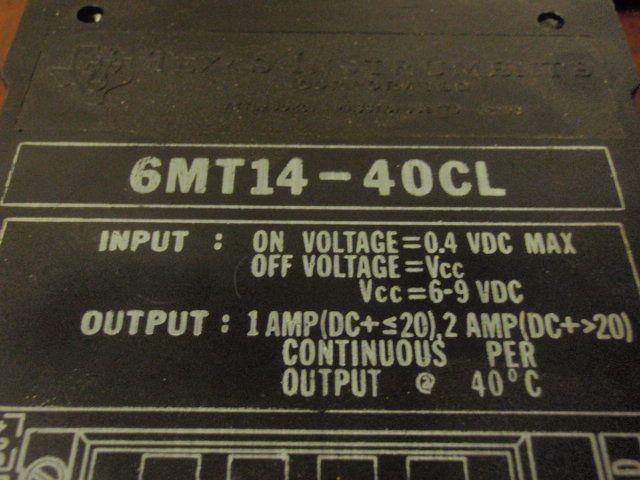 TEXAS INSTRUMENTS
INCORPORATED
6MT14-40CL
INPUT : ON VOLTAGE=0.4 VDC MAX
OFF VOLTAGE=Vcc
Vcc=6-9 VDC
OUTPUT : 1 AMP(DC+≤20), 2 AMP(DC+>20)
CONTINUOUS PER
OUTPUT @ 40°C